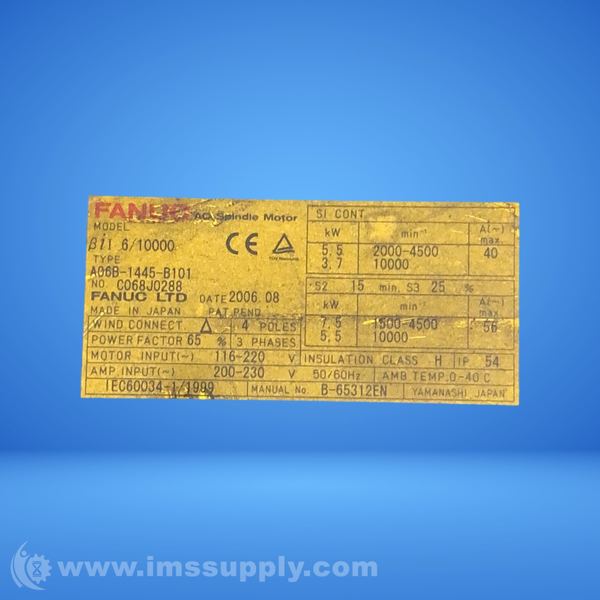 FANUC AC Spindle Motor
MODEL
βiI 6/10000
TYPE
A06B-1445-B101
NO. C068J0288
FANUC LTD DATE 2006.08
MADE IN JAPAN PAT.PEND.
WIND CONNECT. △ 4 POLES
POWER FACTOR 65 % 3 PHASES
MOTOR INPUT(~) 116-220 V
AMP.INPUT(~) 200-230 V 50/60Hz
IEC60034-1/1999
CE
SI CONT.
kW min⁻¹ A(~) max.
5.5 2000-4500 40
3.7 10000
S2 15 min, S3 25 %
kW min⁻¹ A(~) max.
7.5 1500-4500 56
5.5 10000
INSULATION CLASS H IP 54
AMB TEMP.0-40°C
MANUAL No. B-65312EN YAMANASHI JAPAN
www.imssupply.com/